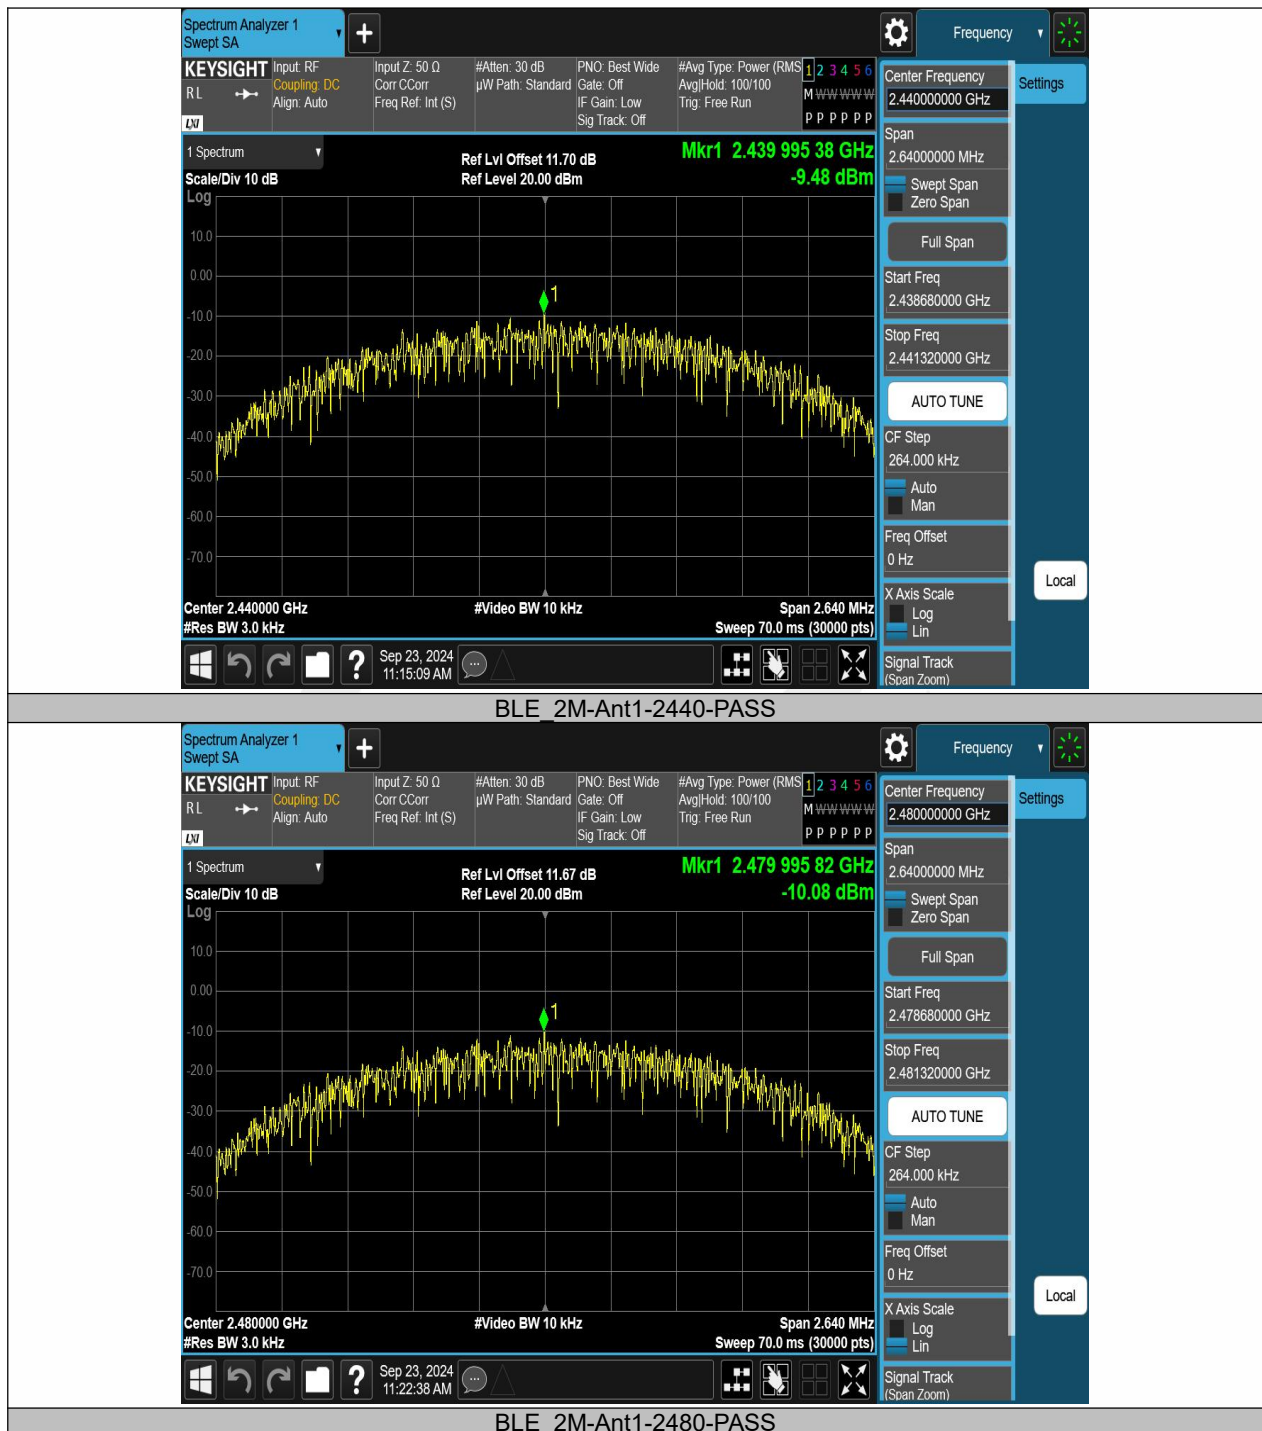 Spectrum Analyzer 1
Swept SA
+
Frequency
KEYSIGHT
RL
LXI
Input: RF
Coupling: DC
Align: Auto
Input Z: 50 Ω
Corr CCorr
Freq Ref: Int (S)
#Atten: 30 dB
µW Path: Standard
PNO: Best Wide
Gate: Off
IF Gain: Low
Sig Track: Off
#Avg Type: Power (RMS
Avg|Hold: 100/100
Trig: Free Run
1 2 3 4 5 6
M W W W W W
P P P P P P
Center Frequency
2.440000000 GHz
Settings
Span
2.64000000 MHz
Swept Span
Zero Span
Full Span
Start Freq
2.438680000 GHz
Stop Freq
2.441320000 GHz
AUTO TUNE
CF Step
264.000 kHz
Auto
Man
Freq Offset
0 Hz
X Axis Scale
Log
Lin
Signal Track
(Span Zoom)
Local
1 Spectrum
Scale/Div 10 dB
Ref Lvl Offset 11.70 dB
Ref Level 20.00 dBm
Mkr1 2.439 995 38 GHz
-9.48 dBm
Log
10.0
0.00
-10.0
-20.0
-30.0
-40.0
-50.0
-60.0
-70.0
1
Center 2.440000 GHz
#Video BW 10 kHz
Span 2.640 MHz
#Res BW 3.0 kHz
Sweep 70.0 ms (30000 pts)
?
Sep 23, 2024
11:15:09 AM
BLE_2M-Ant1-2440-PASS
Spectrum Analyzer 1
Swept SA
+
Frequency
KEYSIGHT
RL
LXI
Input: RF
Coupling: DC
Align: Auto
Input Z: 50 Ω
Corr CCorr
Freq Ref: Int (S)
#Atten: 30 dB
µW Path: Standard
PNO: Best Wide
Gate: Off
IF Gain: Low
Sig Track: Off
#Avg Type: Power (RMS
Avg|Hold: 100/100
Trig: Free Run
1 2 3 4 5 6
M W W W W W
P P P P P P
Center Frequency
2.480000000 GHz
Settings
Span
2.64000000 MHz
Swept Span
Zero Span
Full Span
Start Freq
2.478680000 GHz
Stop Freq
2.481320000 GHz
AUTO TUNE
CF Step
264.000 kHz
Auto
Man
Freq Offset
0 Hz
X Axis Scale
Log
Lin
Signal Track
(Span Zoom)
Local
1 Spectrum
Scale/Div 10 dB
Ref Lvl Offset 11.67 dB
Ref Level 20.00 dBm
Mkr1 2.479 995 82 GHz
-10.08 dBm
Log
10.0
0.00
-10.0
-20.0
-30.0
-40.0
-50.0
-60.0
-70.0
1
Center 2.480000 GHz
#Video BW 10 kHz
Span 2.640 MHz
#Res BW 3.0 kHz
Sweep 70.0 ms (30000 pts)
?
Sep 23, 2024
11:22:38 AM
BLE_2M-Ant1-2480-PASS